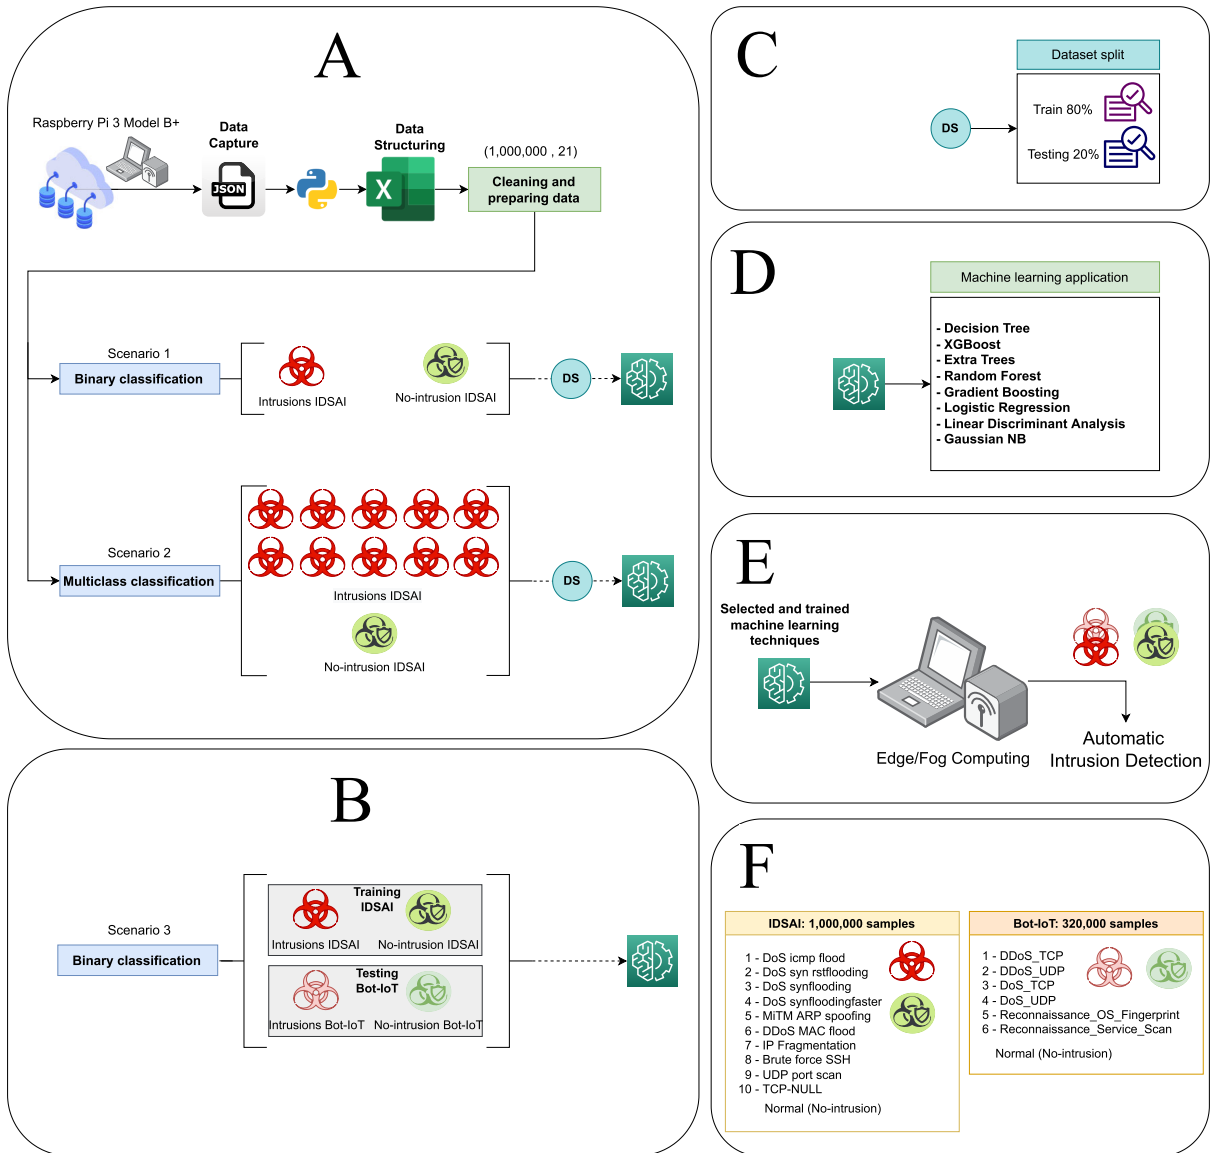 A
Raspberry Pi 3 Model B+
Data
Capture
JSON
Data
Structuring
X
(1,000,000 , 21)
Cleaning and
preparing data
Scenario 1
Binary classification
Intrusions IDSAI
No-intrusion IDSAI
DS
Scenario 2
Multiclass classification
Intrusions IDSAI
No-intrusion IDSAI
DS
B
Scenario 3
Binary classification
Training
IDSAI
Intrusions IDSAI
No-intrusion IDSAI
Testing
Bot-IoT
Intrusions Bot-IoT
No-intrusion Bot-IoT
C
Dataset split
DS
Train 80%
Testing 20%
D
Machine learning application
- Decision Tree
- XGBoost
- Extra Trees
- Random Forest
- Gradient Boosting
- Logistic Regression
- Linear Discriminant Analysis
- Gaussian NB
E
Selected and trained
machine learning
techniques
Edge/Fog Computing
Automatic
Intrusion Detection
F
IDSAI: 1,000,000 samples
1 - DoS icmp flood
2 - DoS syn rstflooding
3 - DoS synflooding
4 - DoS synfloodingfaster
5 - MiTM ARP spoofing
6 - DDoS MAC flood
7 - IP Fragmentation
8 - Brute force SSH
9 - UDP port scan
10 - TCP-NULL
Normal (No-intrusion)
Bot-IoT: 320,000 samples
1 - DDoS_TCP
2 - DDoS_UDP
3 - DoS_TCP
4 - DoS_UDP
5 - Reconnaissance_OS_Fingerprint
6 - Reconnaissance_Service_Scan
Normal (No-intrusion)